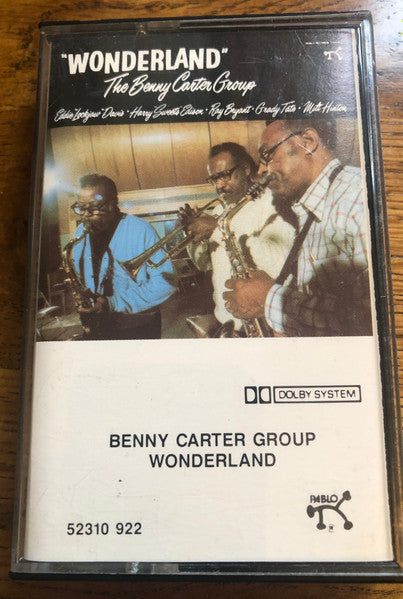 "WONDERLAND"
The Benny Carter Group
Eddie "Lockjaw" Davis • Harry "Sweets" Edison • Ray Bryant • Grady Tate • Milt Hinton
DOLBY SYSTEM
BENNY CARTER GROUP
WONDERLAND
PABLO
52310 922